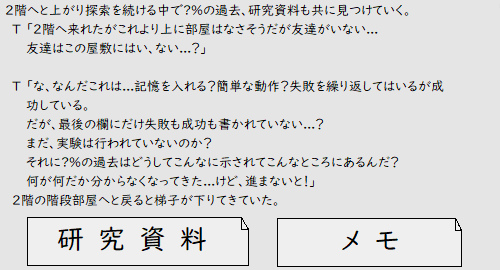 2階へと上がり探索を続ける中で?%の過去、研究資料も共に見つけていく。
T「2階へ来れたがこれより上に部屋はなさそうだが友達がいない…
友達はこの屋敷にはい、ない…?」
T「な、なんだこれは…記憶を入れる?簡単な動作?失敗を繰り返してはいるが成
功している。
だが、最後の欄にだけ失敗も成功も書かれていない…?
まだ、実験は行われていないのか?
それに?%の過去はどうしてこんなに示されてこんなところにあるんだ?
何が何だか分からなくなってきた…けど、進まないと!」
2階の階段部屋へと戻ると梯子が下りてきていた。
研究資料
メモ